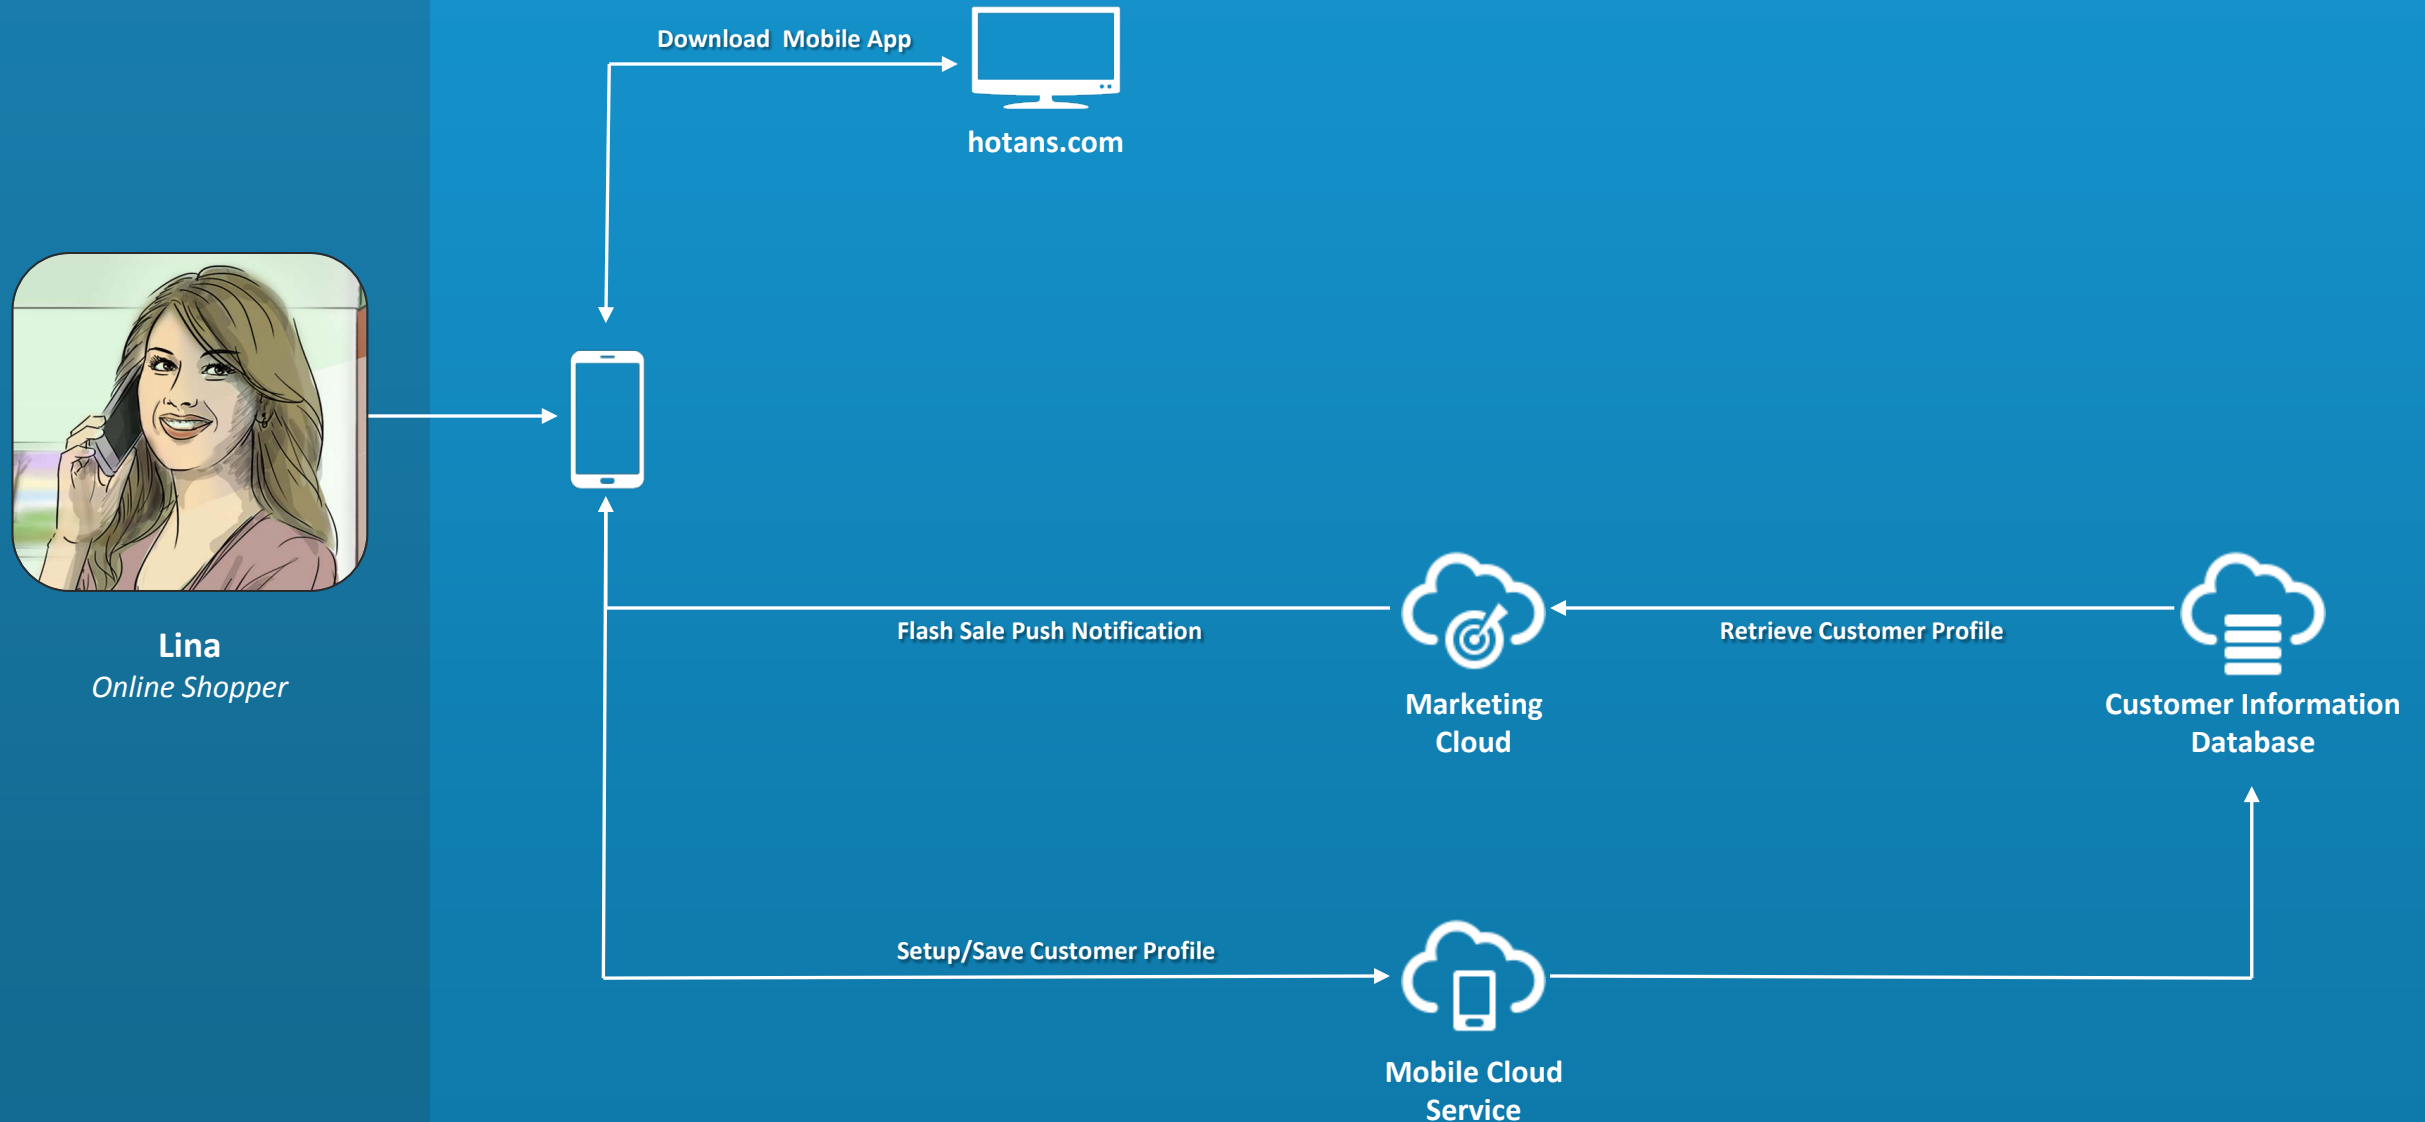 Download Mobile App
hotans.com
Lina
Online Shopper
Flash Sale Push Notification
Retrieve Customer Profile
Marketing
Cloud
Customer Information
Database
Setup/Save Customer Profile
Mobile Cloud
Service